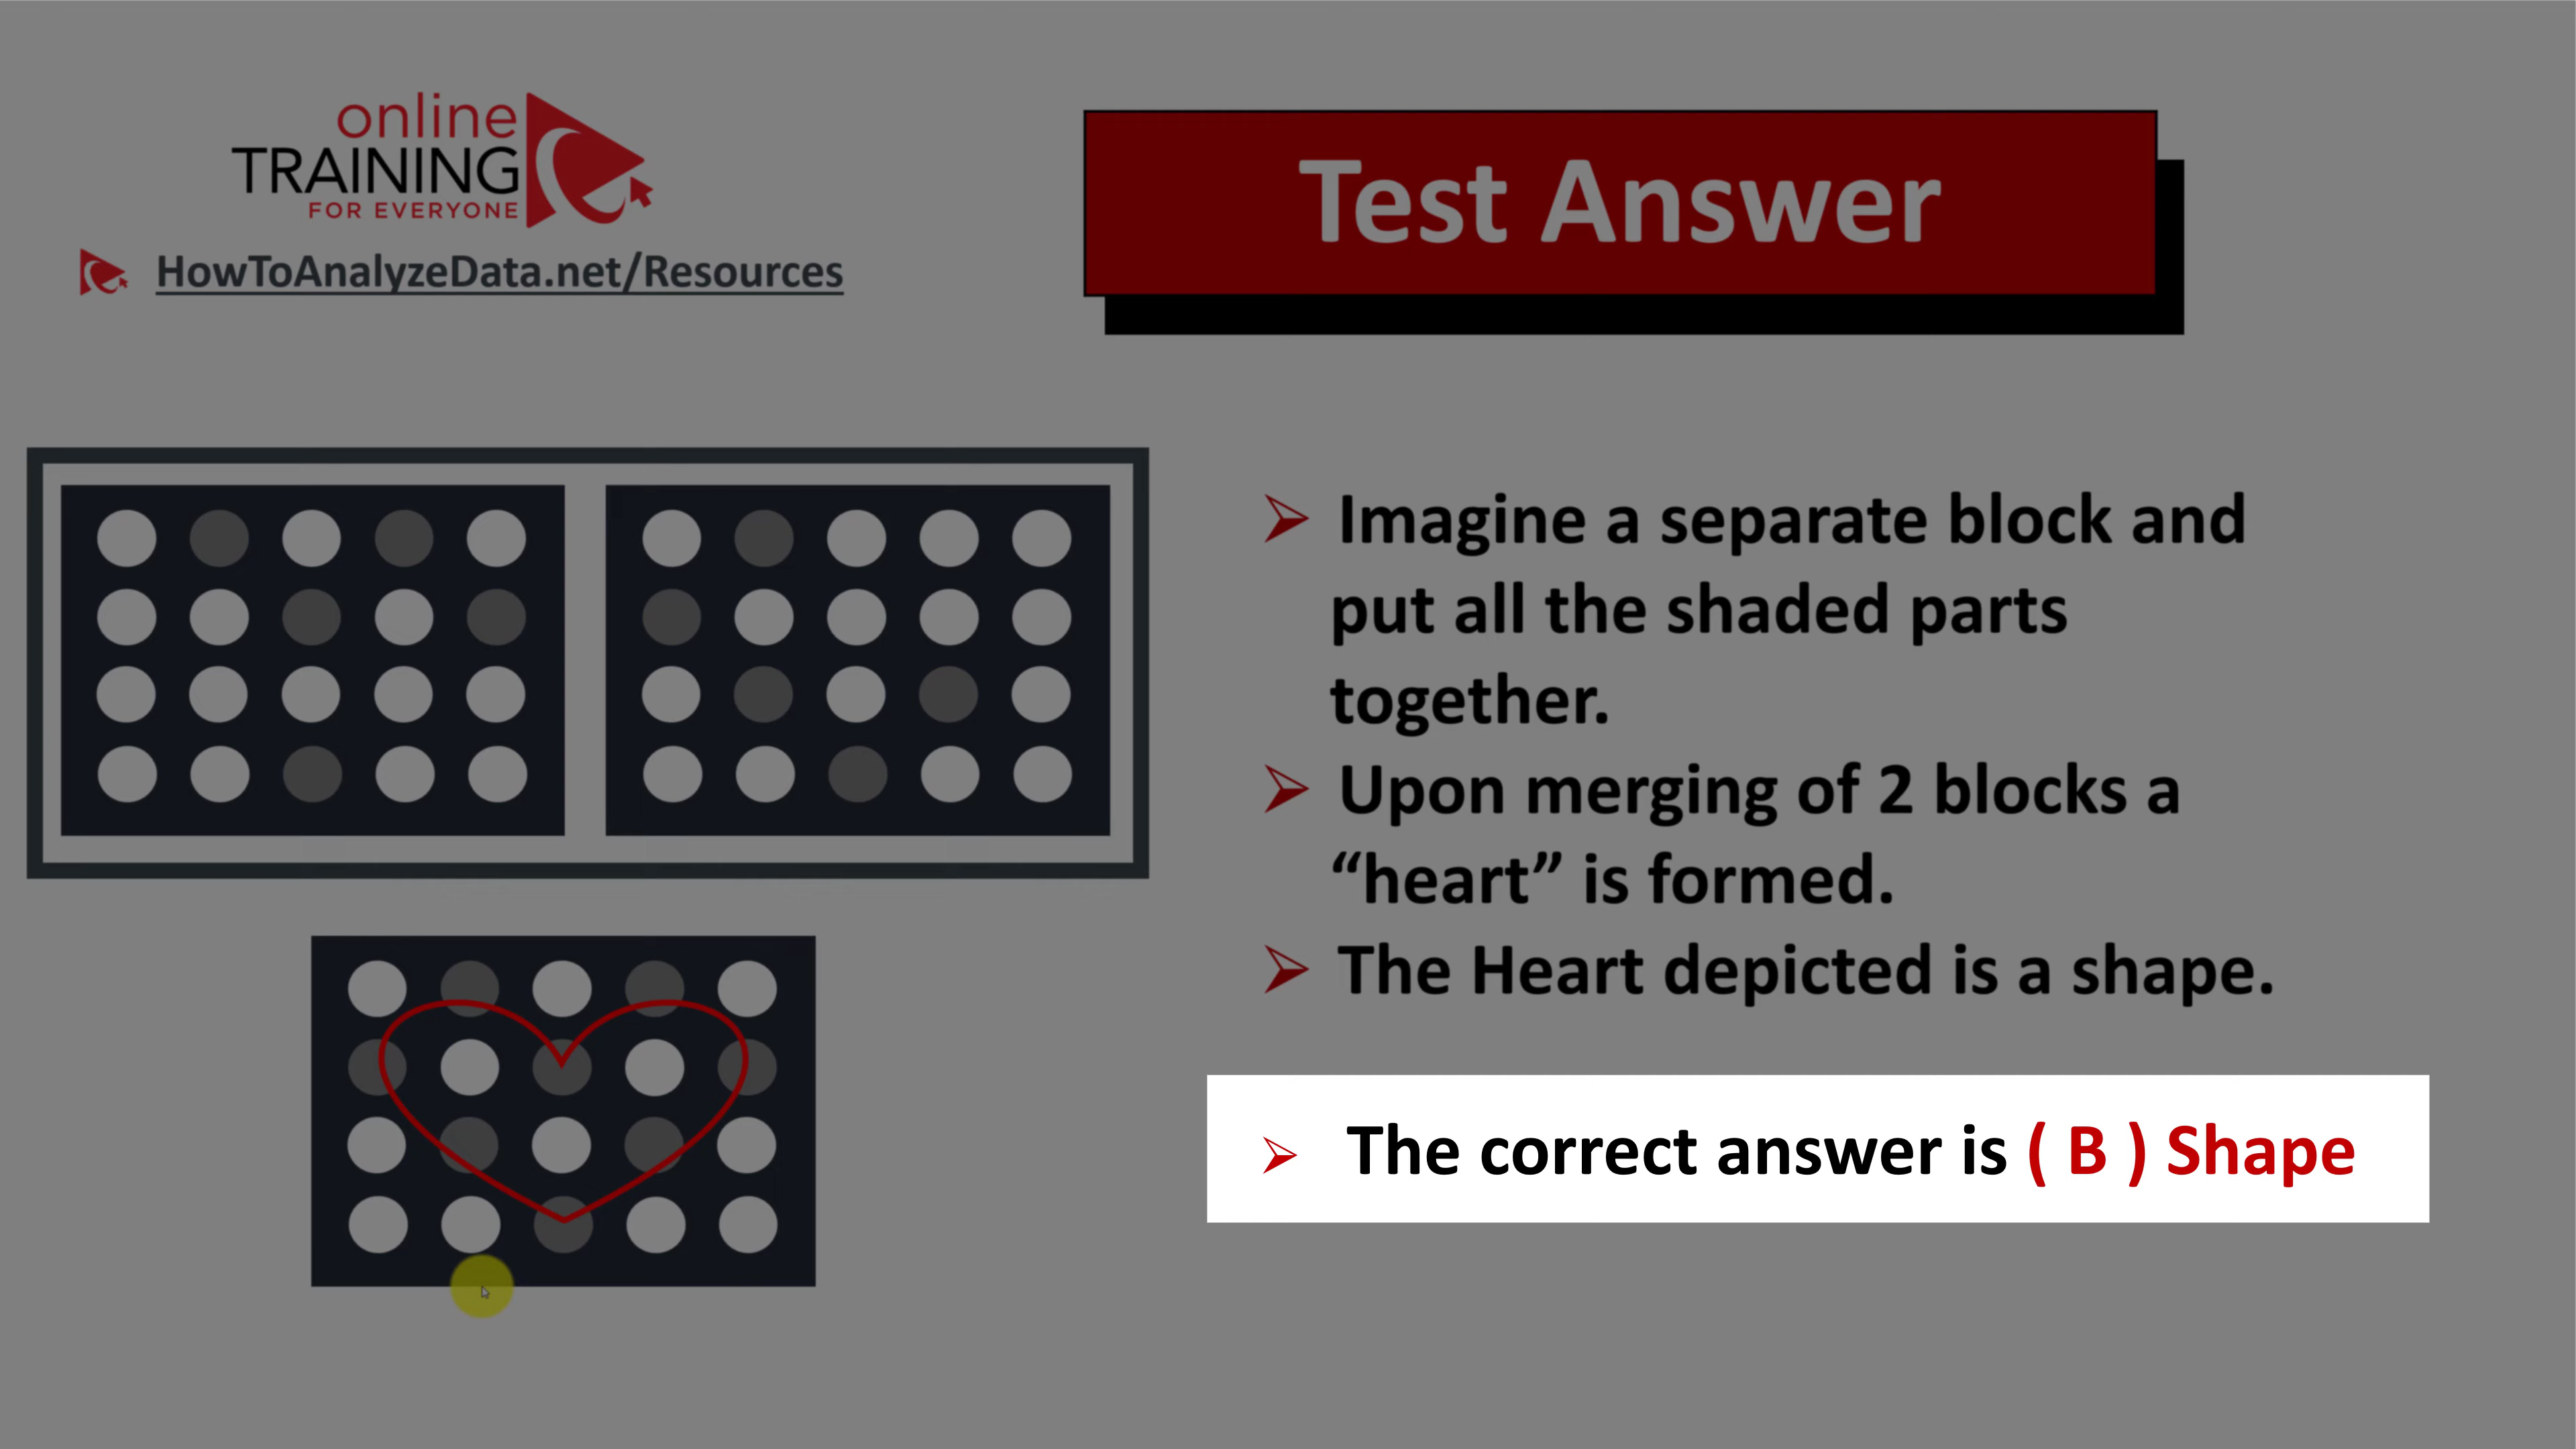 online
TRAINING
FOR EVERYONE
HowToAnalyzeData.net/Resources
Test Answer
Imagine a separate block and
put all the shaded parts
together.
Upon merging of 2 blocks a
“heart” is formed.
The Heart depicted is a shape.
The correct answer is ( B ) Shape